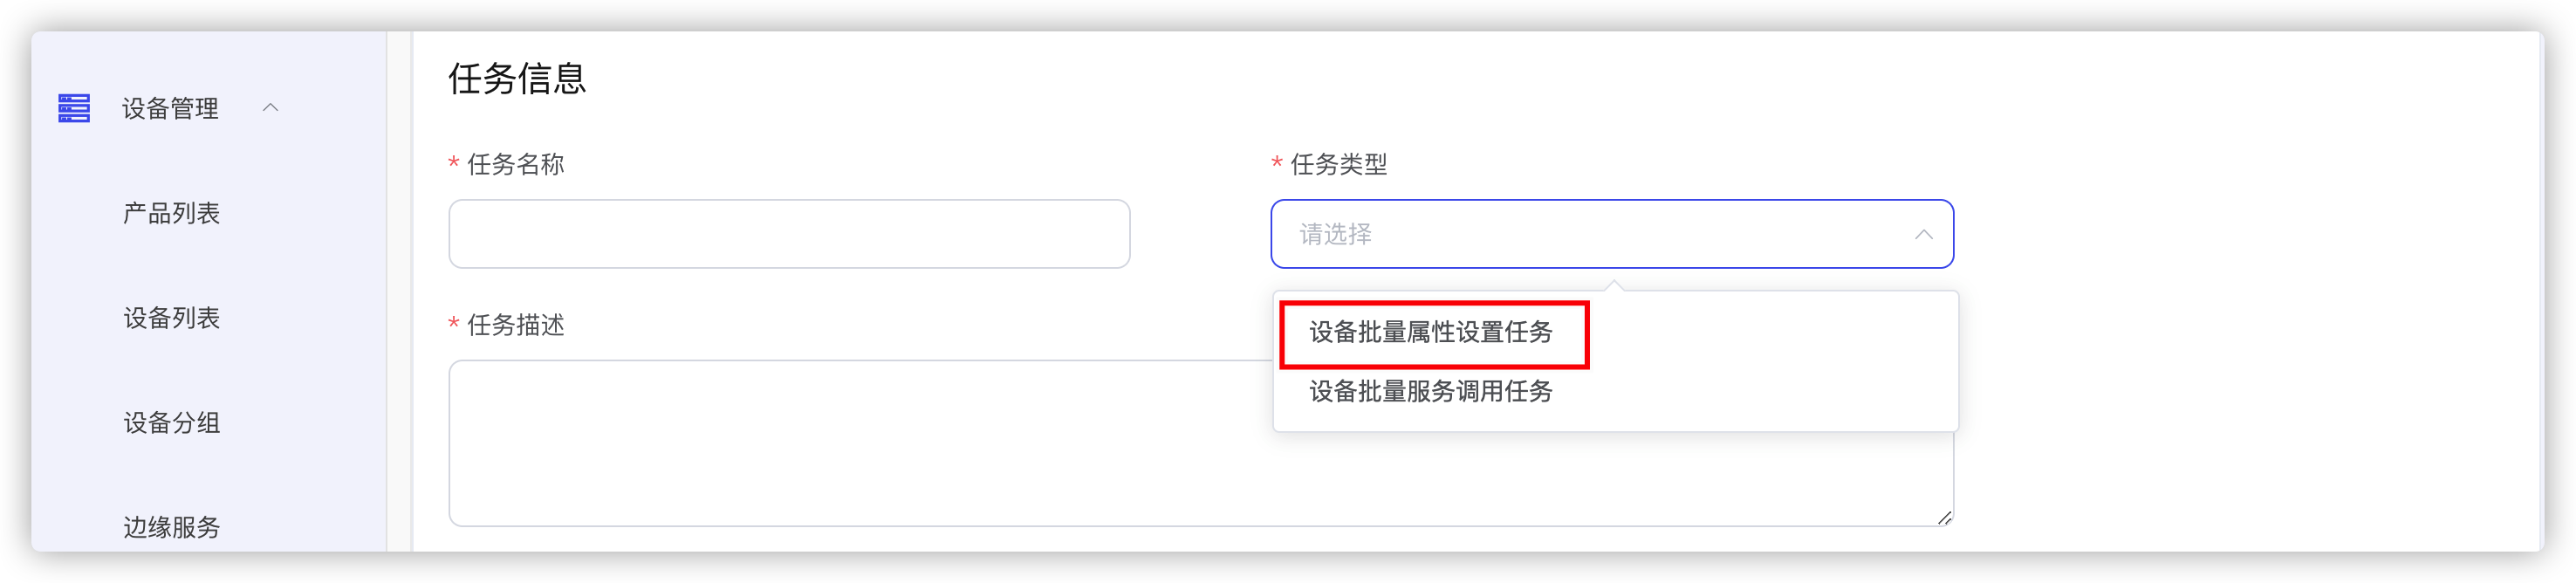 设备管理
产品列表
设备列表
设备分组
边缘服务
任务信息
* 任务名称
* 任务类型
请选择
设备批量属性设置任务
设备批量服务调用任务
* 任务描述